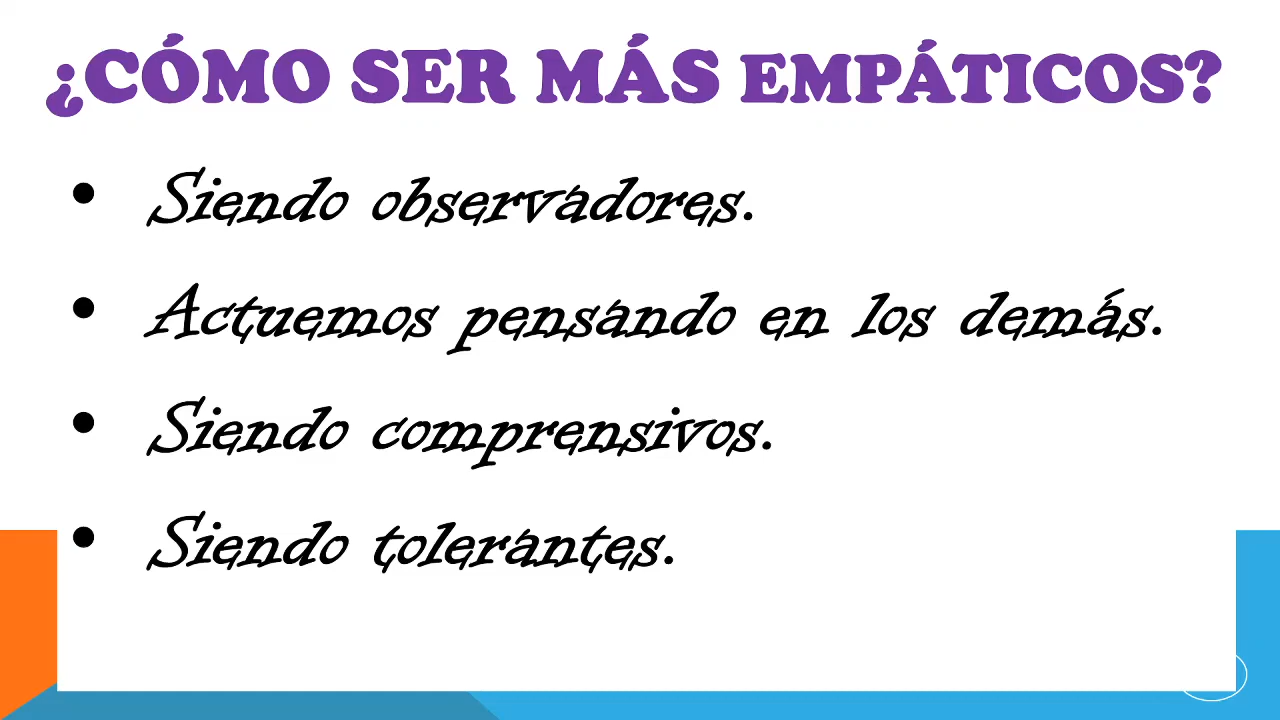 ¿CÓMO SER MÁS EMPÁTICOS?
• Siendo observadores.
• Actuemos pensando en los demás.
• Siendo comprensivos.
• Siendo tolerantes.